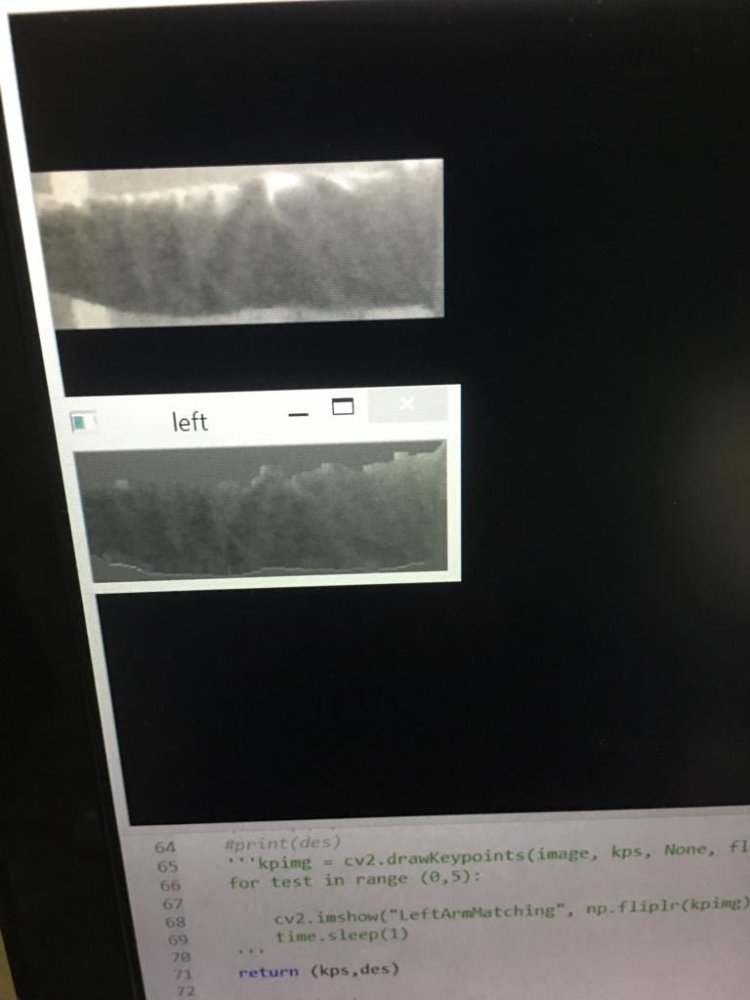 left
64 #print(des)
65 '''kpimg = cv2.drawKeypoints(image, kps, None, fl
66 for test in range (0,5):
67
68 cv2.imshow("LeftArmMatching", np.fliplr(kpimg)
69 time.sleep(1)
70 '''
71 return (kps,des)
72